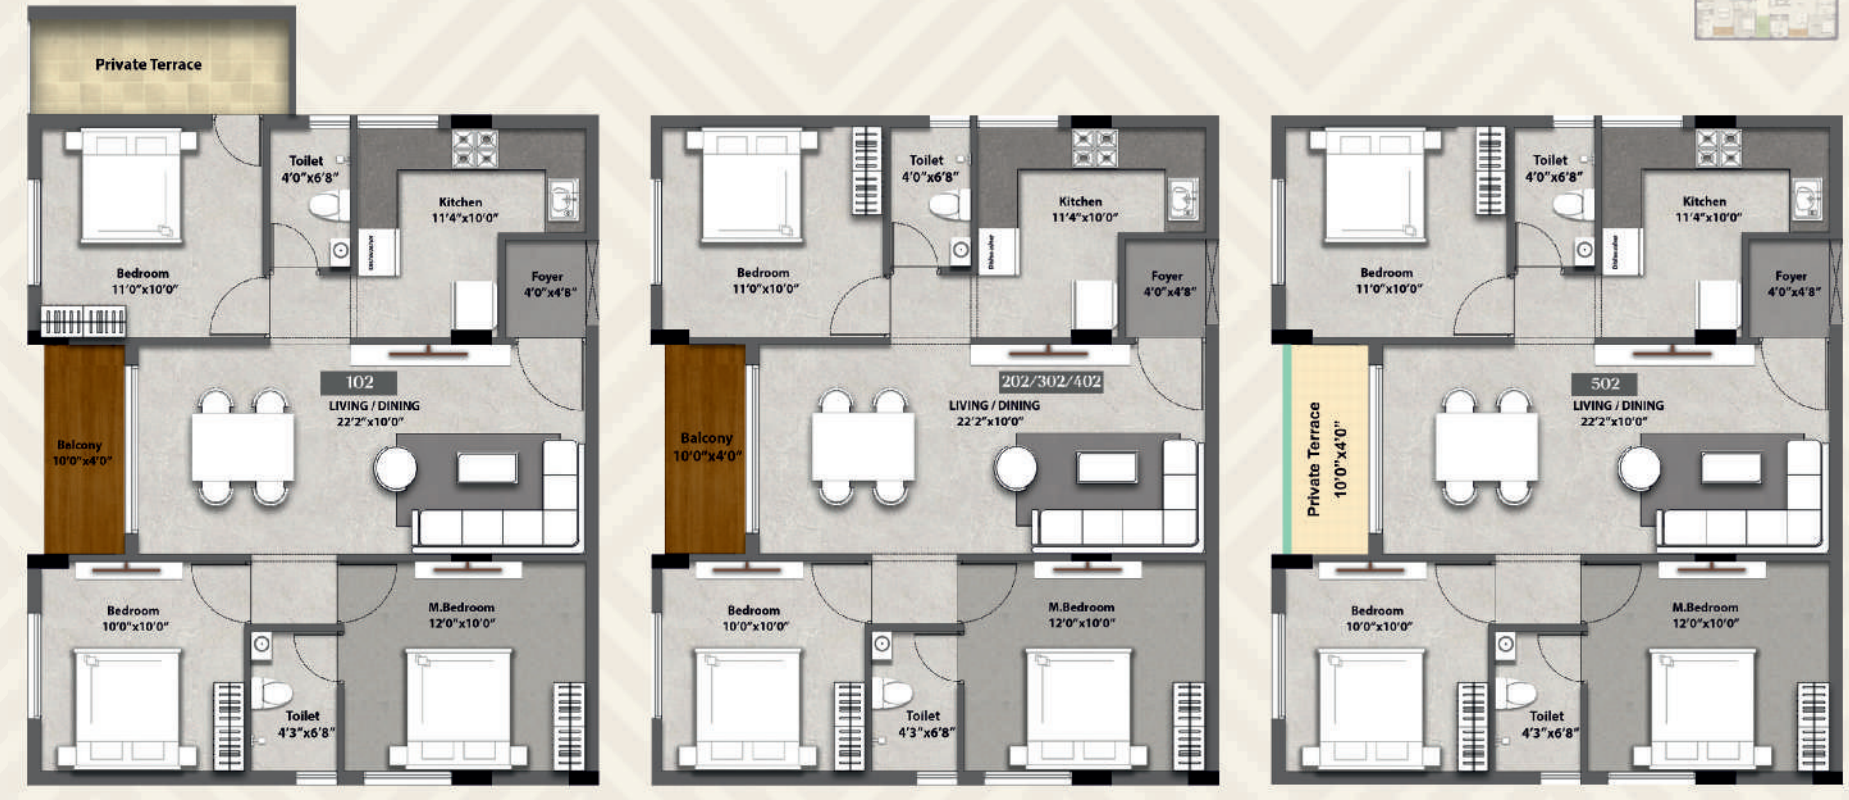 Private Terrace
Toilet
4'0"x6'8"
Kitchen
11'4"x10'0"
Bedroom
11'0"x10'0"
Foyer
4'0"x4'8"
102
LIVING / DINING
22'2"x10'0"
Balcony
10'0"x4'0"
Bedroom
10'0"x10'0"
M.Bedroom
12'0"x10'0"
Toilet
4'3"x6'8"
Toilet
4'0"x6'8"
Kitchen
11'4"x10'0"
Dishwasher
Bedroom
11'0"x10'0"
Foyer
4'0"x4'8"
202/302/402
LIVING / DINING
22'2"x10'0"
Balcony
10'0"x4'0"
Bedroom
10'0"x10'0"
M.Bedroom
12'0"x10'0"
Toilet
4'3"x6'8"
Toilet
4'0"x6'8"
Kitchen
11'4"x10'0"
Dishwasher
Bedroom
11'0"x10'0"
Foyer
4'0"x4'8"
502
LIVING / DINING
22'2"x10'0"
Private Terrace
10'0"x4'0"
Bedroom
10'0"x10'0"
M.Bedroom
12'0"x10'0"
Toilet
4'3"x6'8"